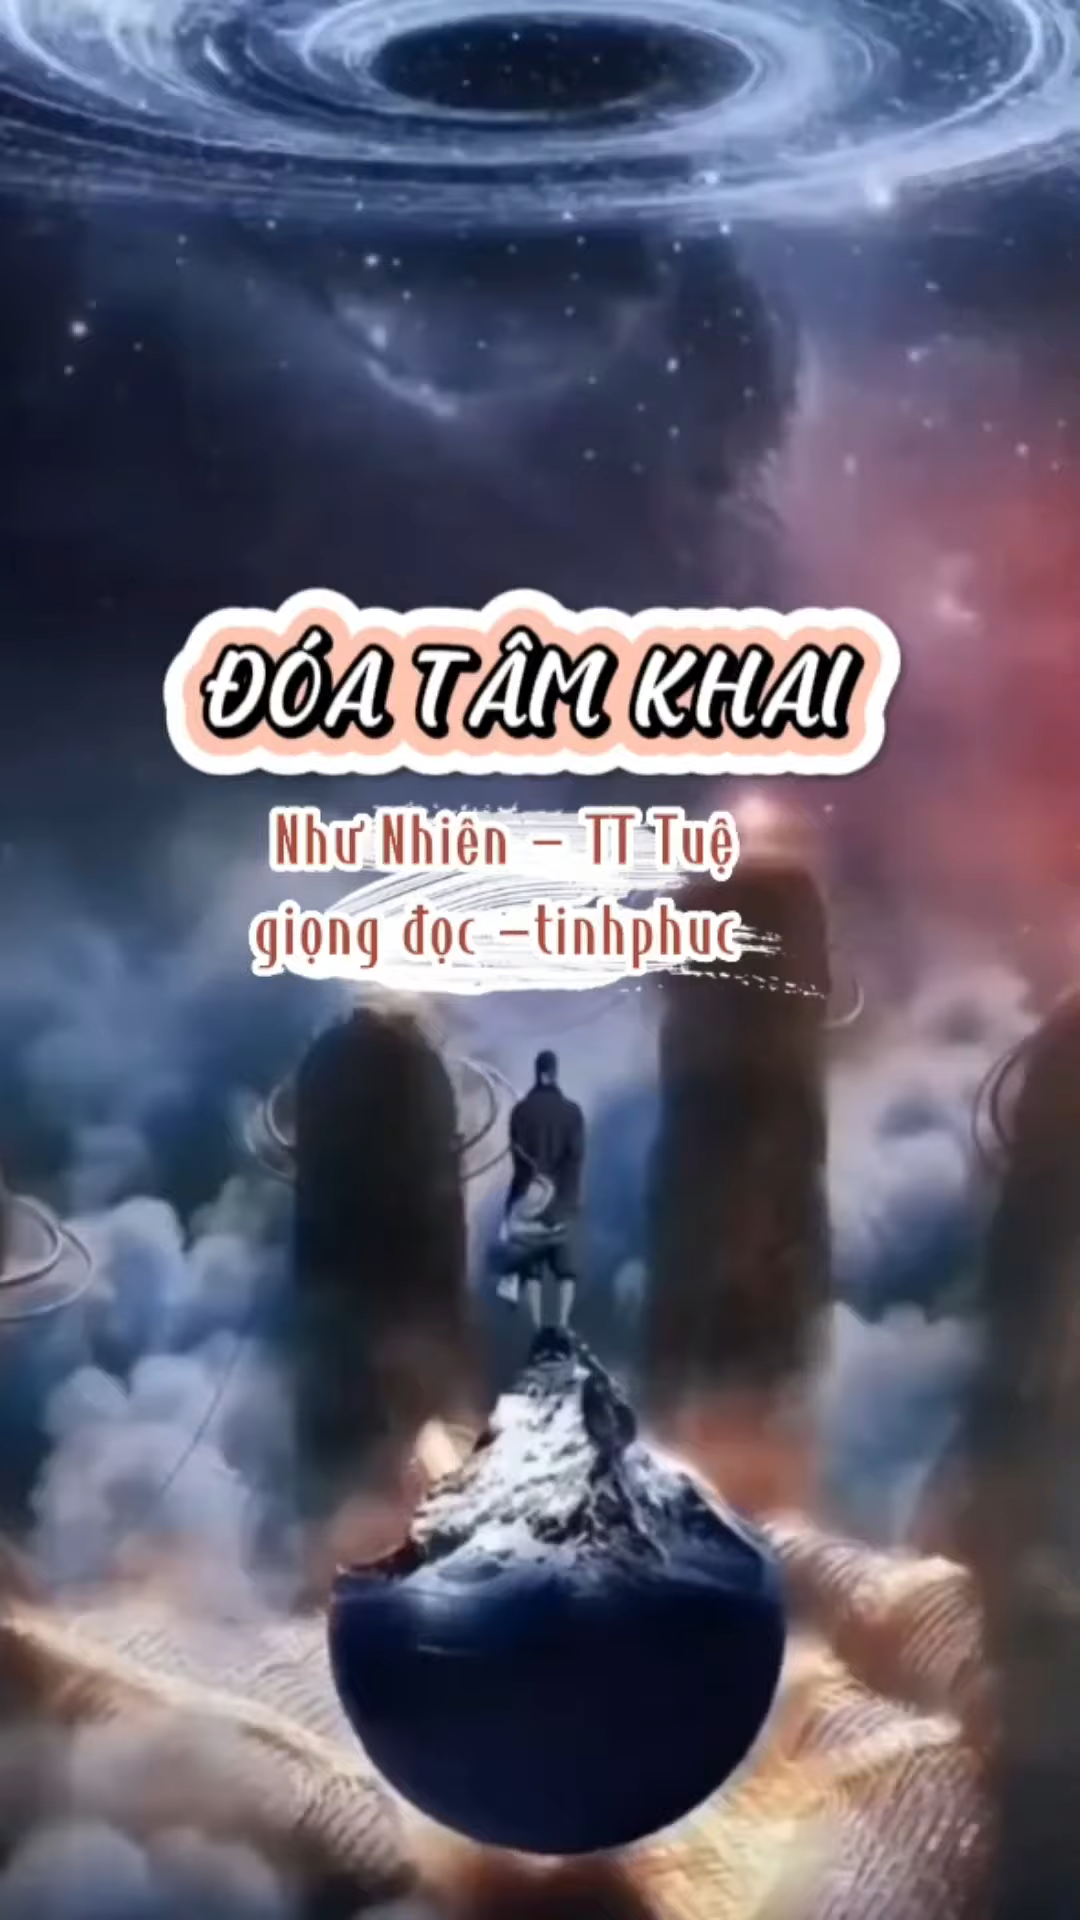 ĐÓA TÂM KHAI
Như Nhiên - TT Tuệ
giọng đọc -tinhphuc